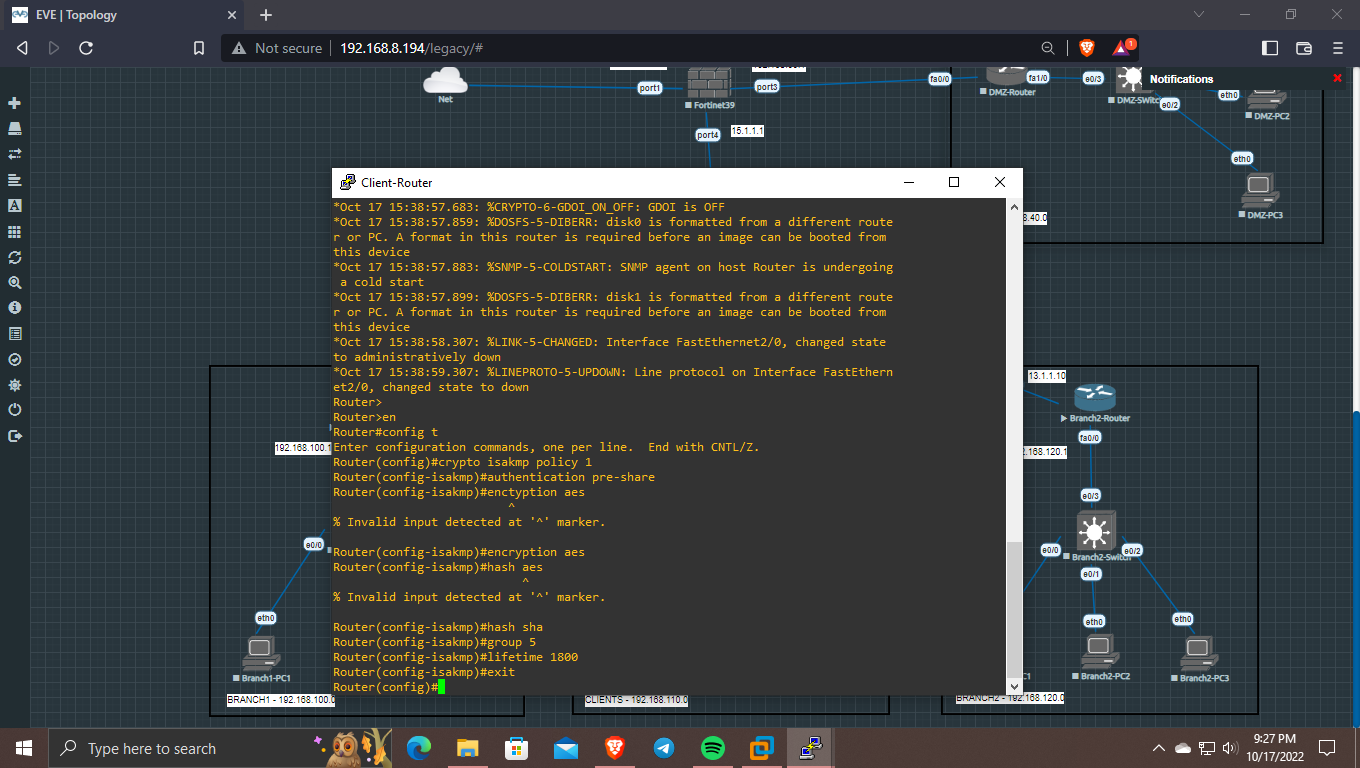 EVE | Topology
Not secure
192.168.8.194/legacy/#
1
Net
port1
Fortinet39
port3
fa0/0
DMZ-Router
fa1/0
e0/3
Notifications
DMZ-Switc
e0/2
eth0
DMZ-PC2
port4
15.1.1.1
eth0
DMZ-PC3
8.40.0
Client-Router
*Oct 17 15:38:57.683: %CRYPTO-6-GDOI_ON_OFF: GDOI is OFF
*Oct 17 15:38:57.859: %DOSFS-5-DIBERR: disk0 is formatted from a different route
r or PC. A format in this router is required before an image can be booted from
this device
*Oct 17 15:38:57.883: %SNMP-5-COLDSTART: SNMP agent on host Router is undergoing
a cold start
*Oct 17 15:38:57.899: %DOSFS-5-DIBERR: disk1 is formatted from a different route
r or PC. A format in this router is required before an image can be booted from
this device
*Oct 17 15:38:58.307: %LINK-5-CHANGED: Interface FastEthernet2/0, changed state
to administratively down
*Oct 17 15:38:59.307: %LINEPROTO-5-UPDOWN: Line protocol on Interface FastEthern
et2/0, changed state to down
Router>
Router>en
Router#config t
Enter configuration commands, one per line.  End with CNTL/Z.
Router(config)#crypto isakmp policy 1
Router(config-isakmp)#authentication pre-share
Router(config-isakmp)#enctyption aes
^
% Invalid input detected at '^' marker.
Router(config-isakmp)#encryption aes
Router(config-isakmp)#hash aes
^
% Invalid input detected at '^' marker.
Router(config-isakmp)#hash sha
Router(config-isakmp)#group 5
Router(config-isakmp)#lifetime 1800
Router(config-isakmp)#exit
Router(config)#
192.168.100.1
e0/0
eth0
Branch1-PC1
BRANCH1 - 192.168.100.0
CLIENTS - 192.168.110.0
13.1.1.10
Branch2-Router
fa0/0
2.168.120.1
e0/3
e0/0
Branch2-Switch
e0/2
e0/1
eth0
eth0
C1
Branch2-PC2
Branch2-PC3
BRANCH2 - 192.168.120.0
Type here to search
9:27 PM
10/17/2022